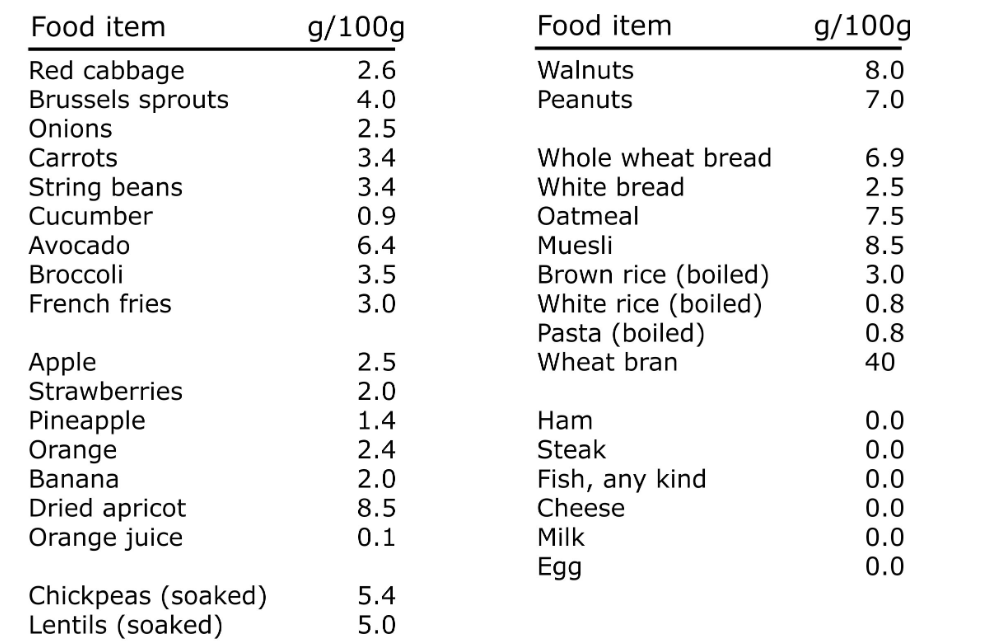 Food item g/100g
Red cabbage 2.6
Brussels sprouts 4.0
Onions 2.5
Carrots 3.4
String beans 3.4
Cucumber 0.9
Avocado 6.4
Broccoli 3.5
French fries 3.0
Apple 2.5
Strawberries 2.0
Pineapple 1.4
Orange 2.4
Banana 2.0
Dried apricot 8.5
Orange juice 0.1
Chickpeas (soaked) 5.4
Lentils (soaked) 5.0
Food item g/100g
Walnuts 8.0
Peanuts 7.0
Whole wheat bread 6.9
White bread 2.5
Oatmeal 7.5
Muesli 8.5
Brown rice (boiled) 3.0
White rice (boiled) 0.8
Pasta (boiled) 0.8
Wheat bran 40
Ham 0.0
Steak 0.0
Fish, any kind 0.0
Cheese 0.0
Milk 0.0
Egg 0.0